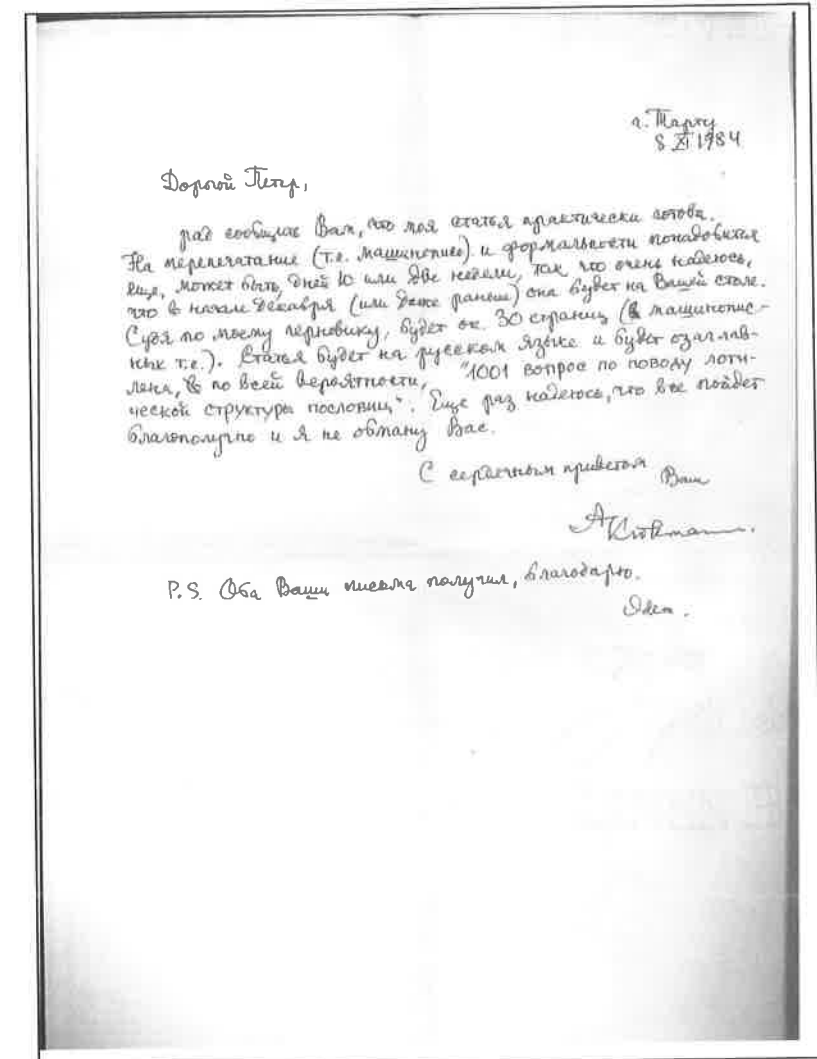 г. Тарту
8 XI 1984
Дорогой Петр,
рад сообщить Вам, что моя статья практически готова.
На перепечатание (т.е. машинопись) и формальности понадобится
еще, может быть, дней 10 или две недели, так что очень надеюсь,
что в начале декабря (или даже раньше) она будет на Вашей столе.
Судя по моему черновику, будет ок. 30 страниц (в машинопис-
ных т.е.). Статья будет на русском языке и будет озаглав-
лена, по всей вероятности, "1001 вопрос по поводу логи-
ческой структуры пословиц". Еще раз надеюсь, что все пойдет
благополучно и я не обману Вас.
С сердечным приветом
Ваш
А Крикманн.
P.S. Оба Ваши письма получил, благодарю.
Idem.